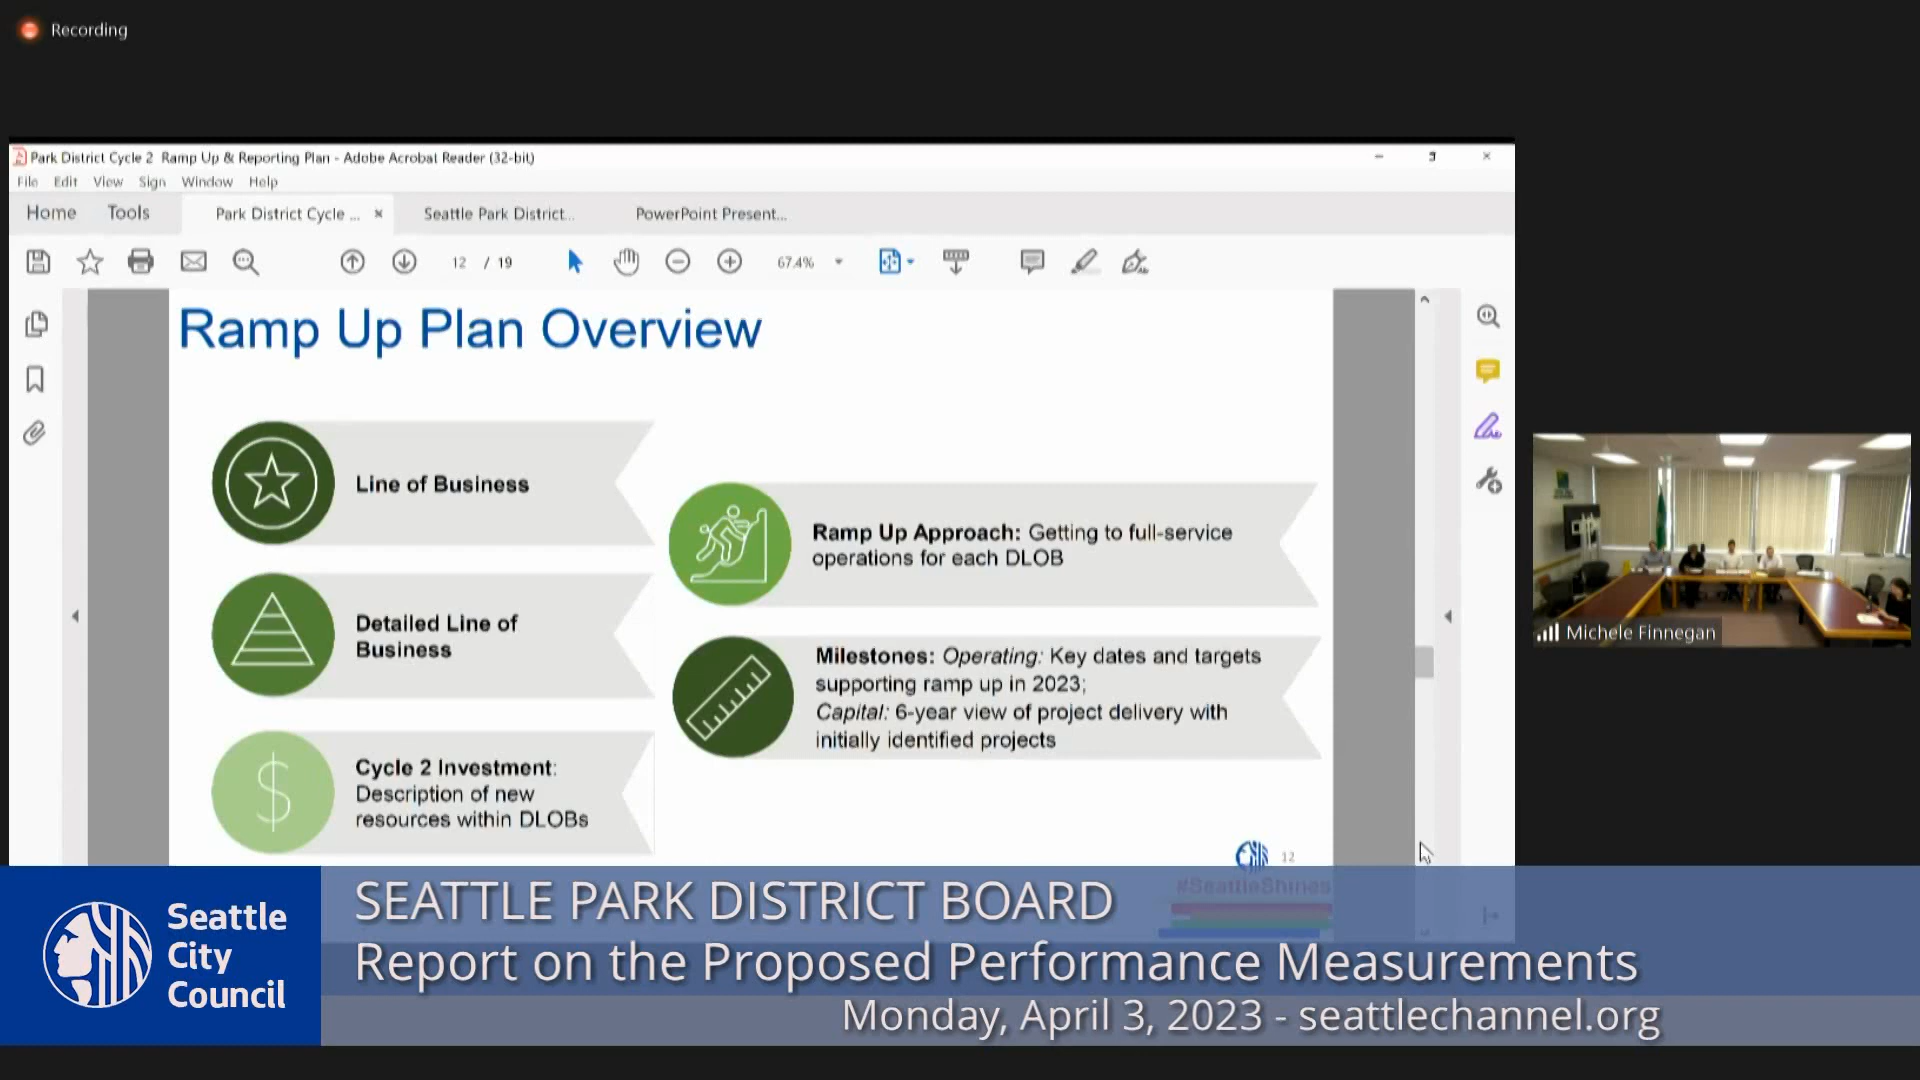 Recording
Park District Cycle 2 Ramp Up & Reporting Plan - Adobe Acrobat Reader (32-bit)
File Edit View Sign Window Help
Home Tools Park District Cycle ... × Seattle Park District... PowerPoint Present...
12 / 19 67.4%
Ramp Up Plan Overview
Line of Business
Detailed Line of
Business
Cycle 2 Investment:
Description of new
resources within DLOBs
Ramp Up Approach: Getting to full-service
operations for each DLOB
Milestones: Operating: Key dates and targets
supporting ramp up in 2023;
Capital: 6-year view of project delivery with
initially identified projects
12
#SeattleShines
Michele Finnegan
Seattle
City
Council
SEATTLE PARK DISTRICT BOARD
Report on the Proposed Performance Measurements
Monday, April 3, 2023 - seattlechannel.org